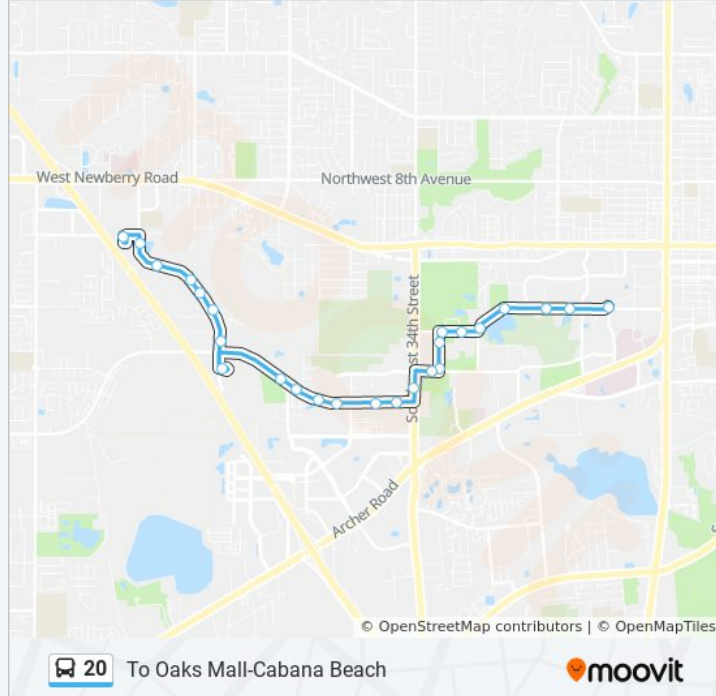 West Newberry Road
Northwest 8th Avenue
34th Street
Archer Road
© OpenStreetMap contributors | © OpenMapTiles
20 To Oaks Mall-Cabana Beach
moovit